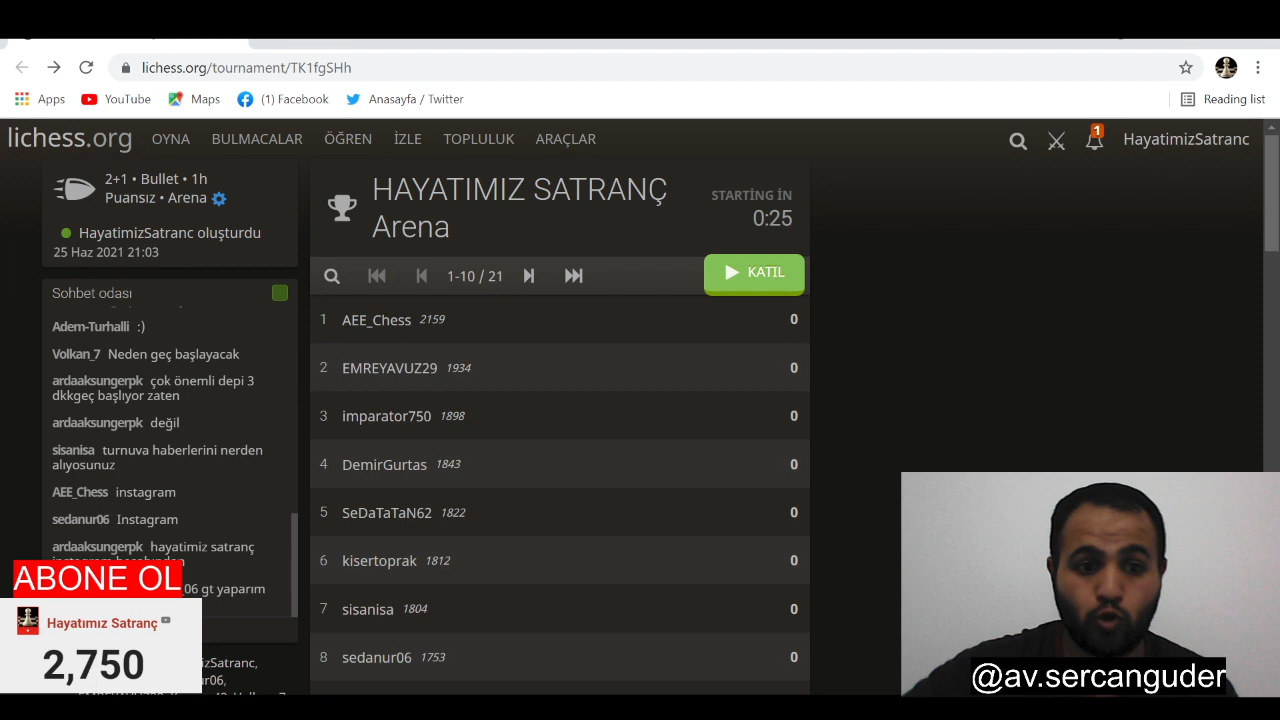 lichess.org/tournament/TK1fgSHh
Apps YouTube Maps (1) Facebook Anasayfa / Twitter Reading list
lichess.org OYNA BULMACALAR ÖĞREN İZLE TOPLULUK ARAÇLAR 1 HayatimizSatranc
2+1 • Bullet • 1h
Puansız • Arena
HayatimizSatranc oluşturdu
25 Haz 2021 21:03
Sohbet odası
Adem-Turhalli :)
Volkan_7 Neden geç başlayacak
ardaaksungerpk çok önemli depi 3
dkkgeç başlıyor zaten
ardaaksungerpk değil
sisanisa turnuva haberlerini nerden
alıyosunuz
AEE_Chess instagram
sedanur06 Instagram
ardaaksungerpk hayatimiz satranç
06 gt yaparım
HAYATIMIZ SATRANÇ
Arena
STARTİNG İN
0:25
1-10 / 21
KATIL
1 AEE_Chess 2159 0
2 EMREYAVUZ29 1934 0
3 imparator750 1898 0
4 DemirGurtas 1843 0
5 SeDaTaTaN62 1822 0
6 kisertoprak 1812 0
7 sisanisa 1804 0
8 sedanur06 1753 0
ABONE OL
Hayatımız Satranç
2,750
izSatranc,
ur06,
@av.sercanguder